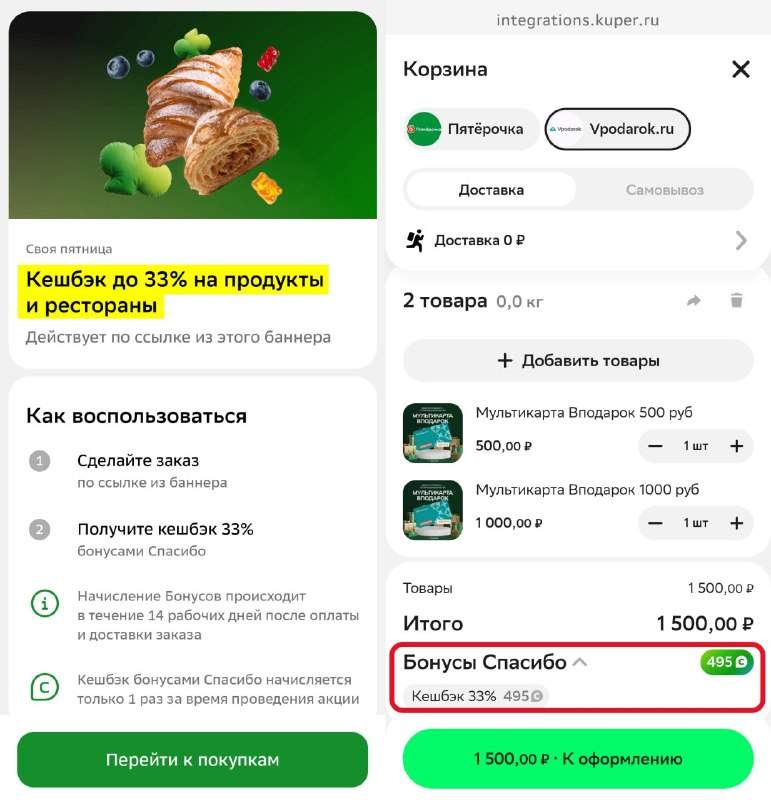 Своя пятница
Кешбэк до 33% на продукты
и рестораны
Действует по ссылке из этого баннера
Как воспользоваться
1 Сделайте заказ
по ссылке из баннера
2 Получите кешбэк 33%
бонусами Спасибо
Начисление Бонусов происходит
в течение 14 рабочих дней после оплаты
и доставки заказа
Кешбэк бонусами Спасибо начисляется
только 1 раз за время проведения акции
Перейти к покупкам
integrations.kuper.ru
Корзина
Пятёрочка Vpodarok.ru
Доставка Самовывоз
Доставка 0 ₽
2 товара 0,0 кг
+ Добавить товары
МУЛЬТИКАРТА
ВПОДАРОК
Мультикарта Вподарок 500 руб
500,00 ₽ — 1 шт +
МУЛЬТИКАРТА
ВПОДАРОК
Мультикарта Вподарок 1000 руб
1 000,00 ₽ — 1 шт +
Товары 1 500,00 ₽
Итого 1 500,00 ₽
Бонусы Спасибо 495
Кешбэк 33% 495
1 500,00 ₽ · К оформлению